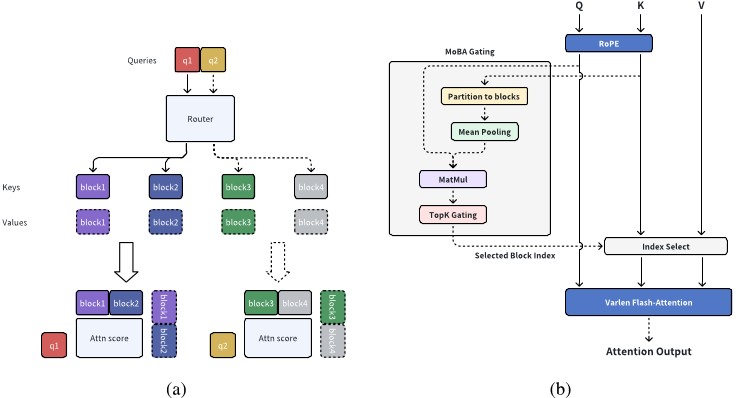 Queries
q1 q2
Router
Keys
block1 block2 block3 block4
Values
block1 block2 block3 block4
block1 block2
block1
block2
q1
Attn score
block3 block4
block3
block4
q2
Attn score
(a)
Q K V
RoPE
MoBA Gating
Partition to blocks
Mean Pooling
MatMul
TopK Gating
Selected Block Index
Index Select
Varlen Flash-Attention
Attention Output
(b)